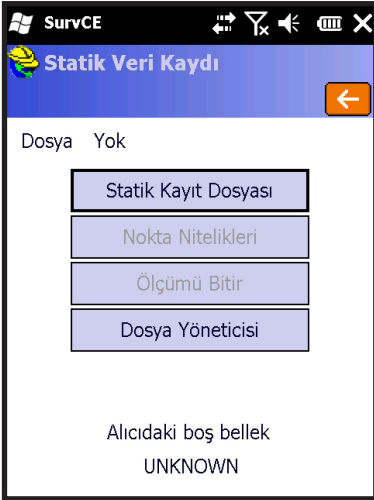 SurvCE
Statik Veri Kaydı
Dosya Yok
Statik Kayıt Dosyası
Nokta Nitelikleri
Ölçümü Bitir
Dosya Yöneticisi
Alıcıdaki boş bellek
UNKNOWN